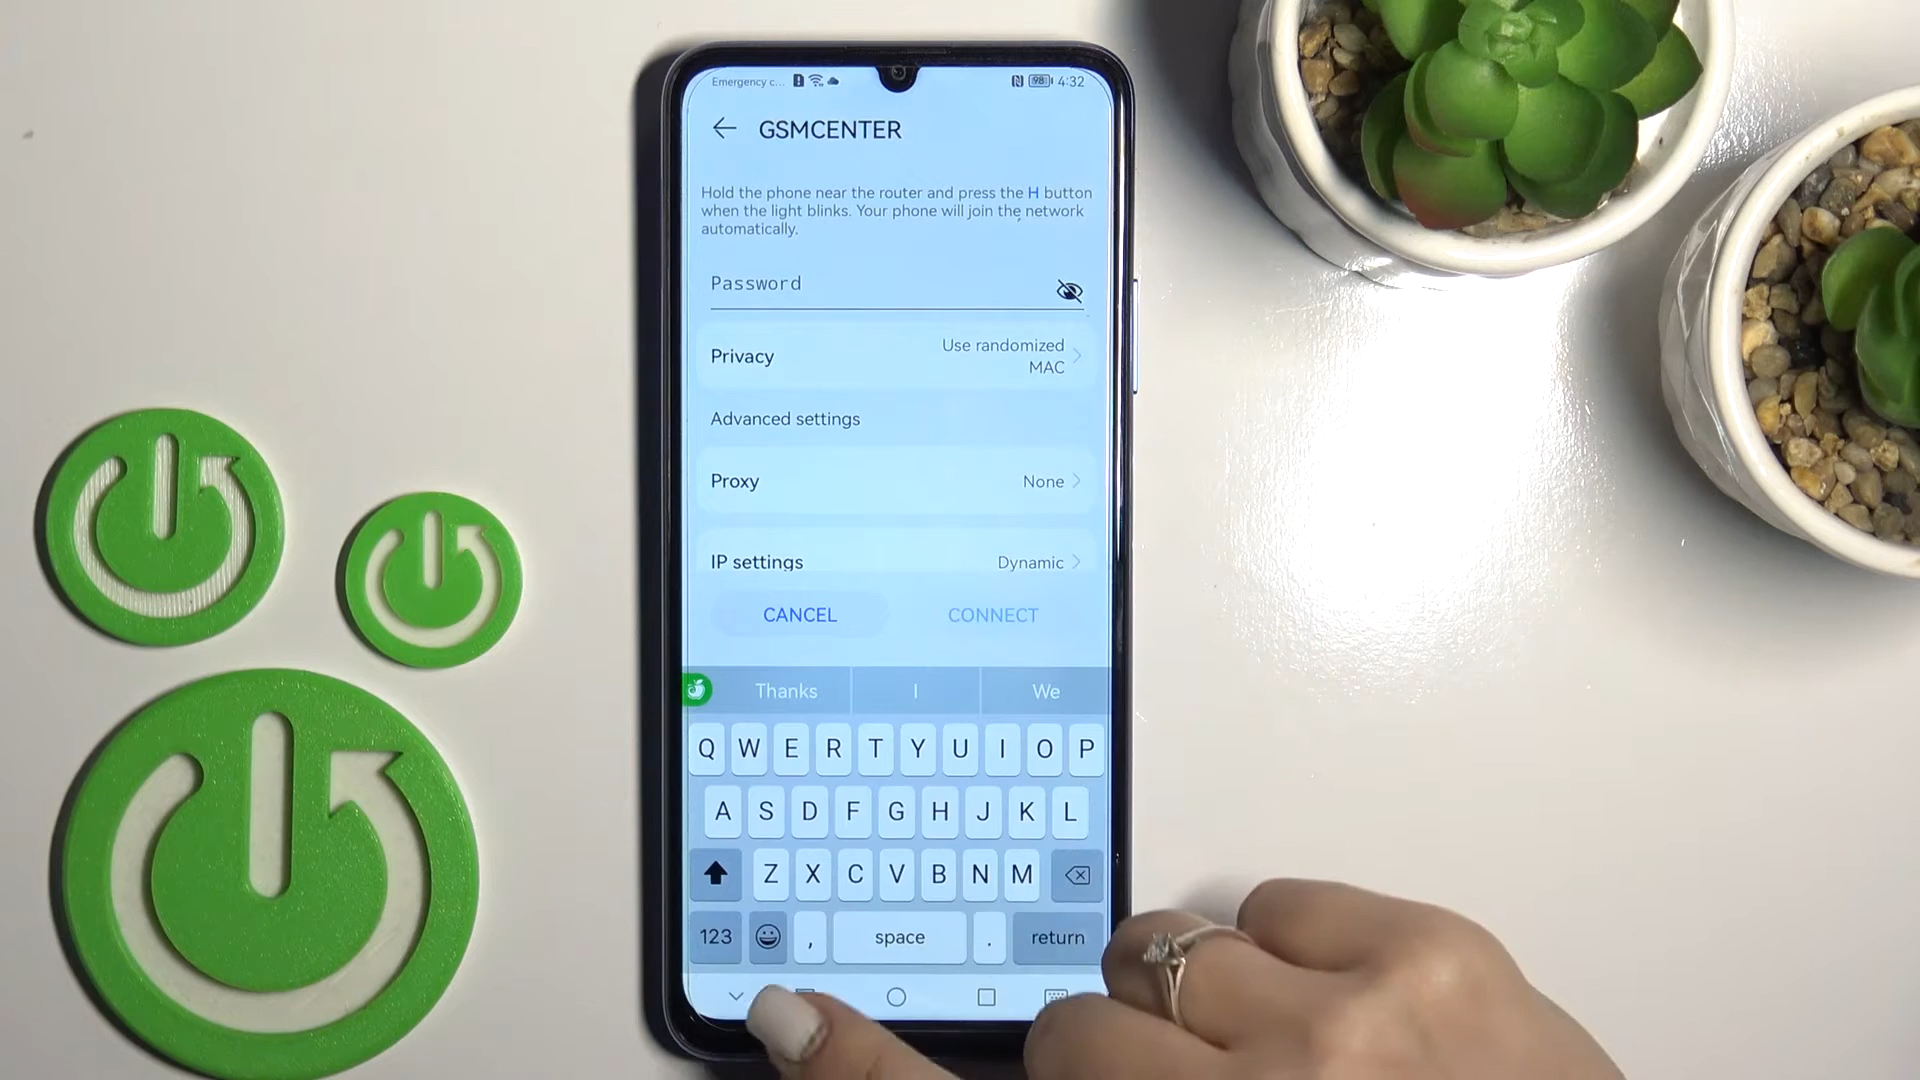 Emergency c...
98 4:32
GSMCENTER
Hold the phone near the router and press the H button
when the light blinks. Your phone will join the network
automatically.
Password
Privacy
Use randomized
MAC
Advanced settings
Proxy None
IP settings Dynamic
CANCEL CONNECT
Thanks I We
Q W E R T Y U I O P
A S D F G H J K L
Z X C V B N M
123 , space . return